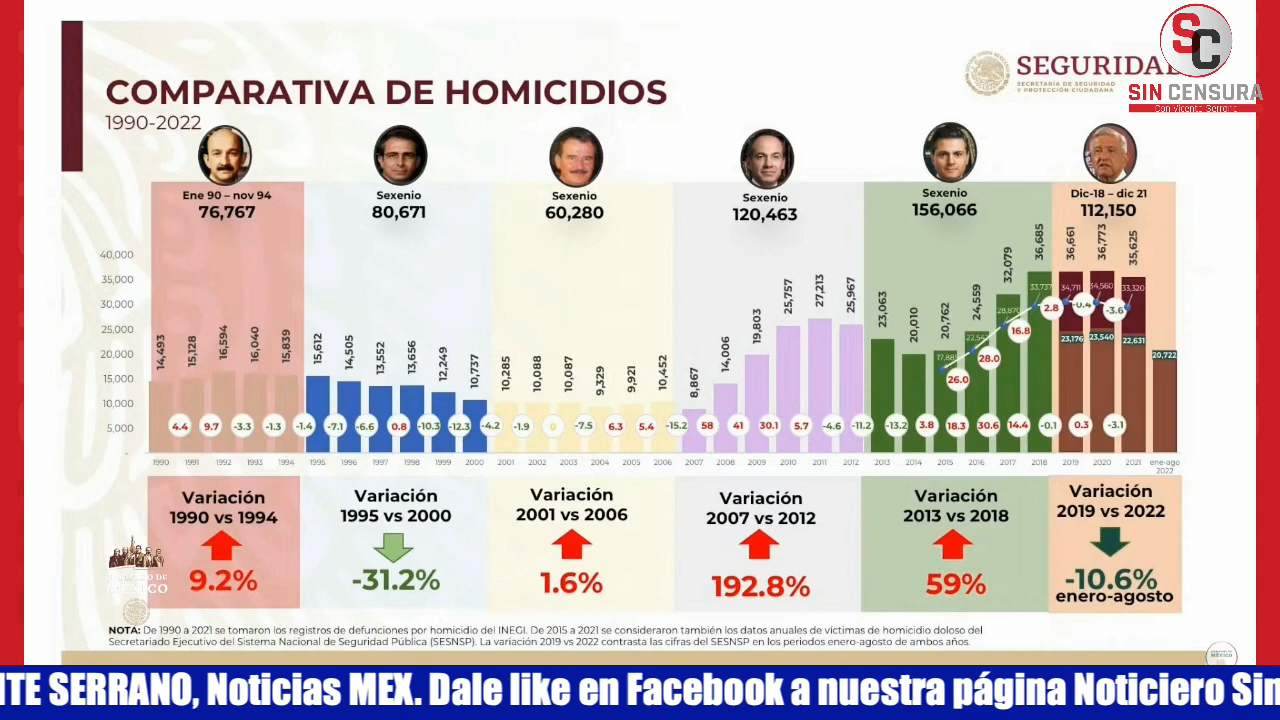 COMPARATIVA DE HOMICIDIOS
1990-2022
SEGURIDAD
SECRETARÍA DE SEGURIDAD
Y PROTECCIÓN CIUDADANA
SC
SIN CENSURA
Con Vicente Serrano
Ene 90 – nov 94
76,767
Sexenio
80,671
Sexenio
60,280
Sexenio
120,463
Sexenio
156,066
Dic-18 – dic 21
112,150
40,000
35,000
30,000
25,000
20,000
15,000
10,000
5,000
-
14,493 15,128 16,594 16,040 15,839 15,612 14,505 13,552 13,656 12,249 10,737 10,285 10,088 10,087 9,329 9,921 10,452 8,867 14,006 19,803 25,757 27,213 25,967 23,063 20,010 20,762 24,559 32,079 36,685 36,661 36,773 35,625
33,737 34,711 34,560 33,320
2.8 -0.4 -3.6
16.8
28.0
26.0
23,176 23,540 22,631 20,722
4.4 9.7 -3.3 -1.3 -1.4 -7.1 -6.6 0.8 -10.3 -12.3 -4.2 -1.9 0 -7.5 6.3 5.4 -15.2 58 41 30.1 5.7 -4.6 -11.2 -13.2 3.8 18.3 30.6 14.4 -0.1 0.3 -3.1
1990 1991 1992 1993 1994 1995 1996 1997 1998 1999 2000 2001 2002 2003 2004 2005 2006 2007 2008 2009 2010 2011 2012 2013 2014 2015 2016 2017 2018 2019 2020 2021 ene-ago
2022
Variación
1990 vs 1994
9.2%
Variación
1995 vs 2000
-31.2%
Variación
2001 vs 2006
1.6%
Variación
2007 vs 2012
192.8%
Variación
2013 vs 2018
59%
Variación
2019 vs 2022
-10.6%
enero-agosto
NOTA: De 1990 a 2021 se tomaron los registros de defunciones por homicidio del INEGI. De 2015 a 2021 se consideraron también los datos anuales de víctimas de homicidio doloso del
Secretariado Ejecutivo del Sistema Nacional de Seguridad Pública (SESNSP). La variación 2019 vs 2022 contrasta las cifras del SESNSP en los periodos enero-agosto de ambos años.
NTE SERRANO, Noticias MEX. Dale like en Facebook a nuestra página Noticiero Sin